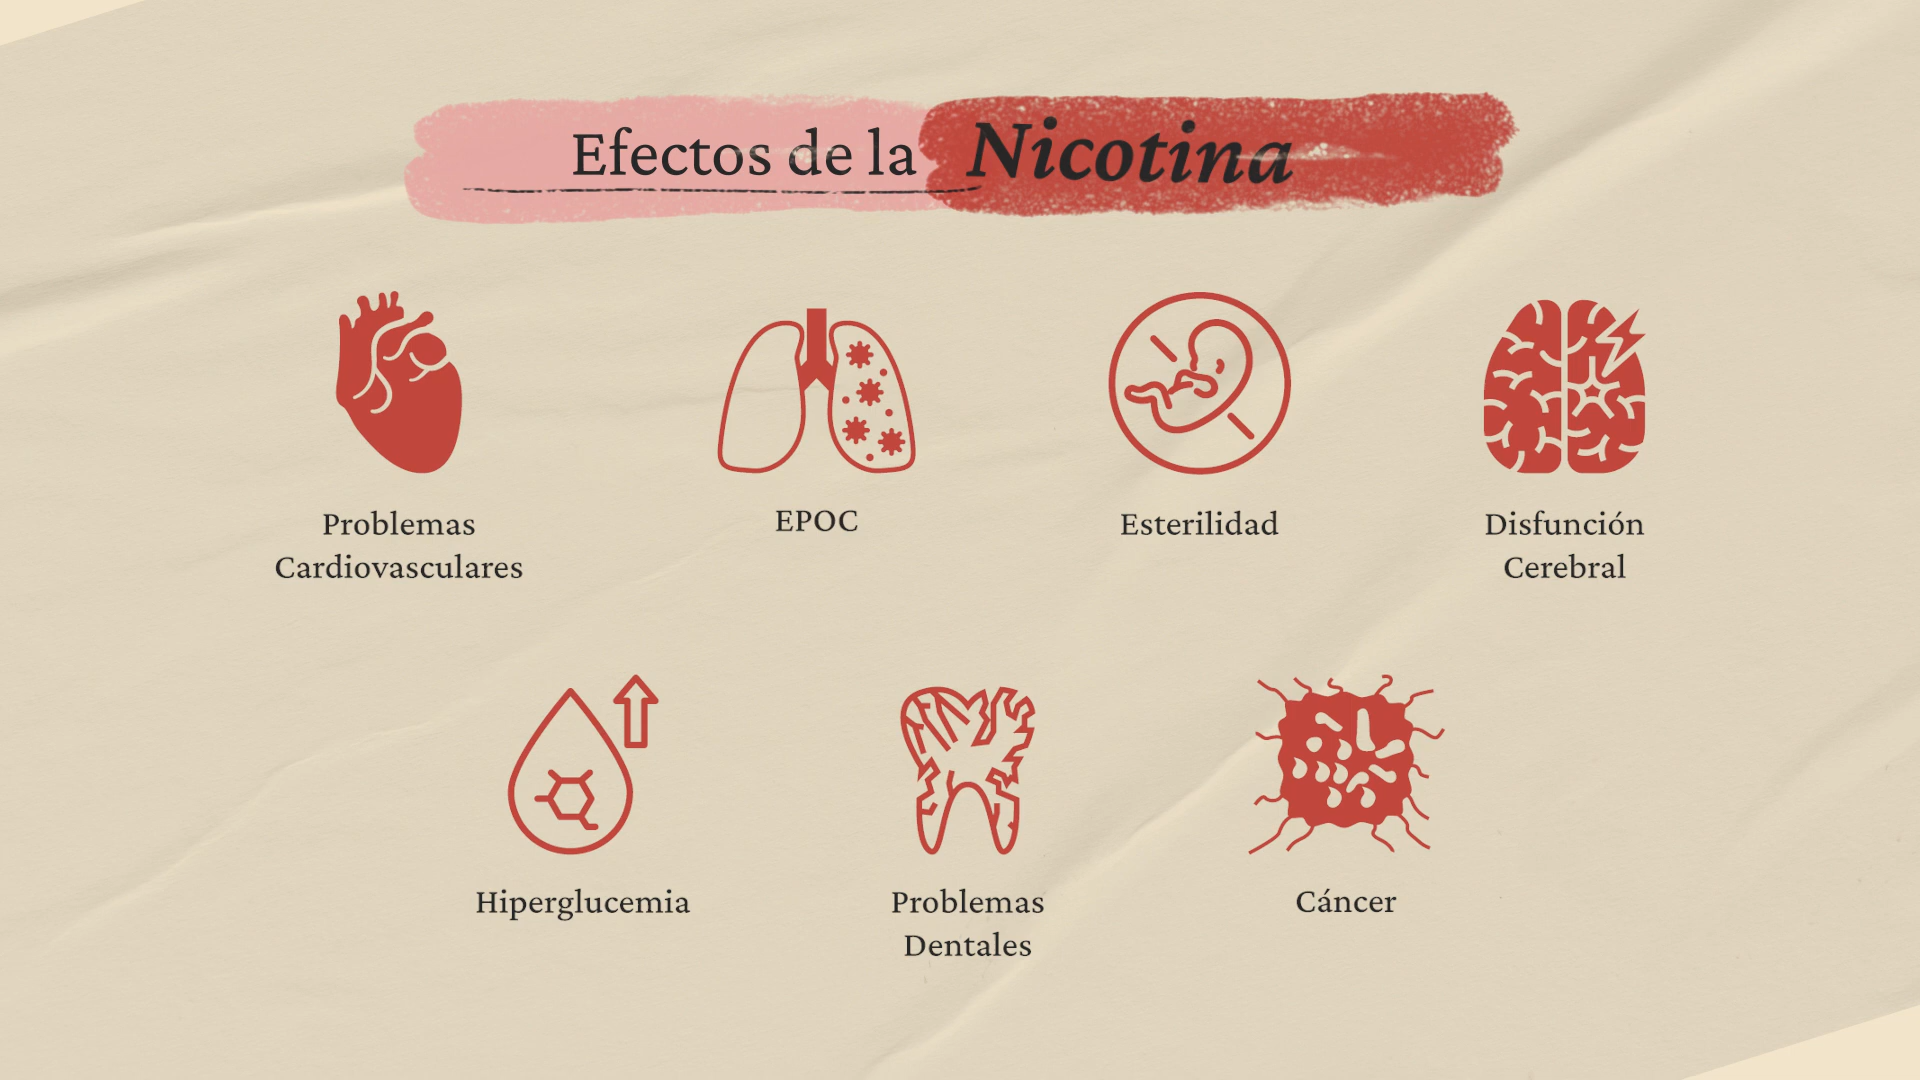 Efectos de la Nicotina
Problemas
Cardiovasculares
EPOC
Esterilidad
Disfunción
Cerebral
Hiperglucemia
Problemas
Dentales
Cáncer